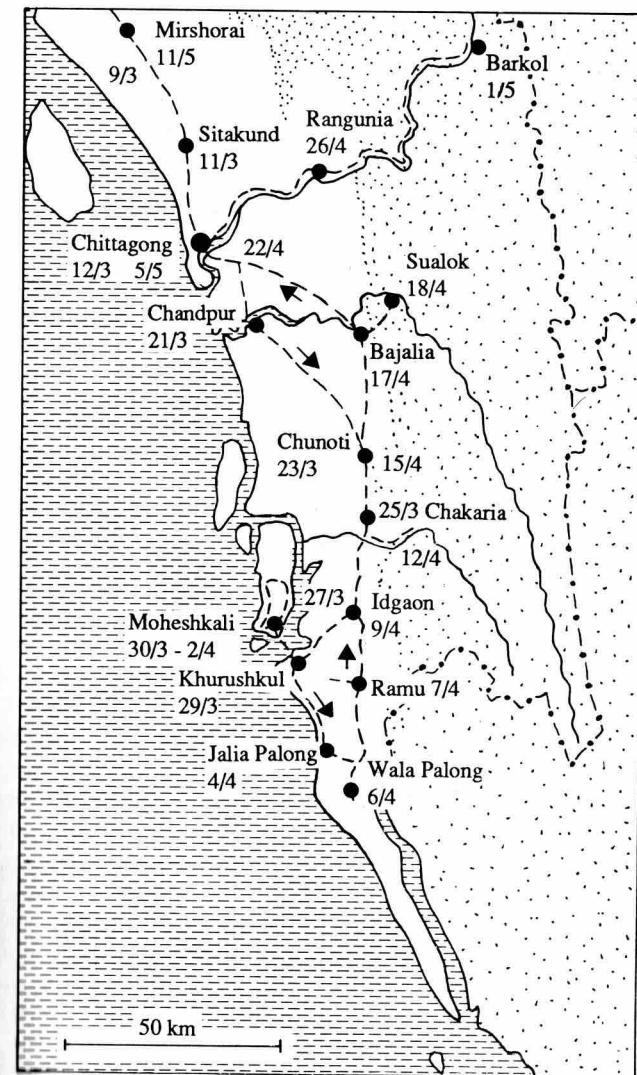 Mirshorai
11/5
9/3
Barkol
1/5
Sitakund
11/3
Rangunia
26/4
Chittagong
12/3 5/5
22/4
Sualok
18/4
Chandpur
21/3
Bajalia
17/4
Chunoti
23/3
15/4
25/3 Chakaria
12/4
27/3
Idgaon
9/4
Moheshkali
30/3 - 2/4
Khurushkul
29/3
Ramu 7/4
Jalia Palong
4/4
Wala Palong
6/4
50 km